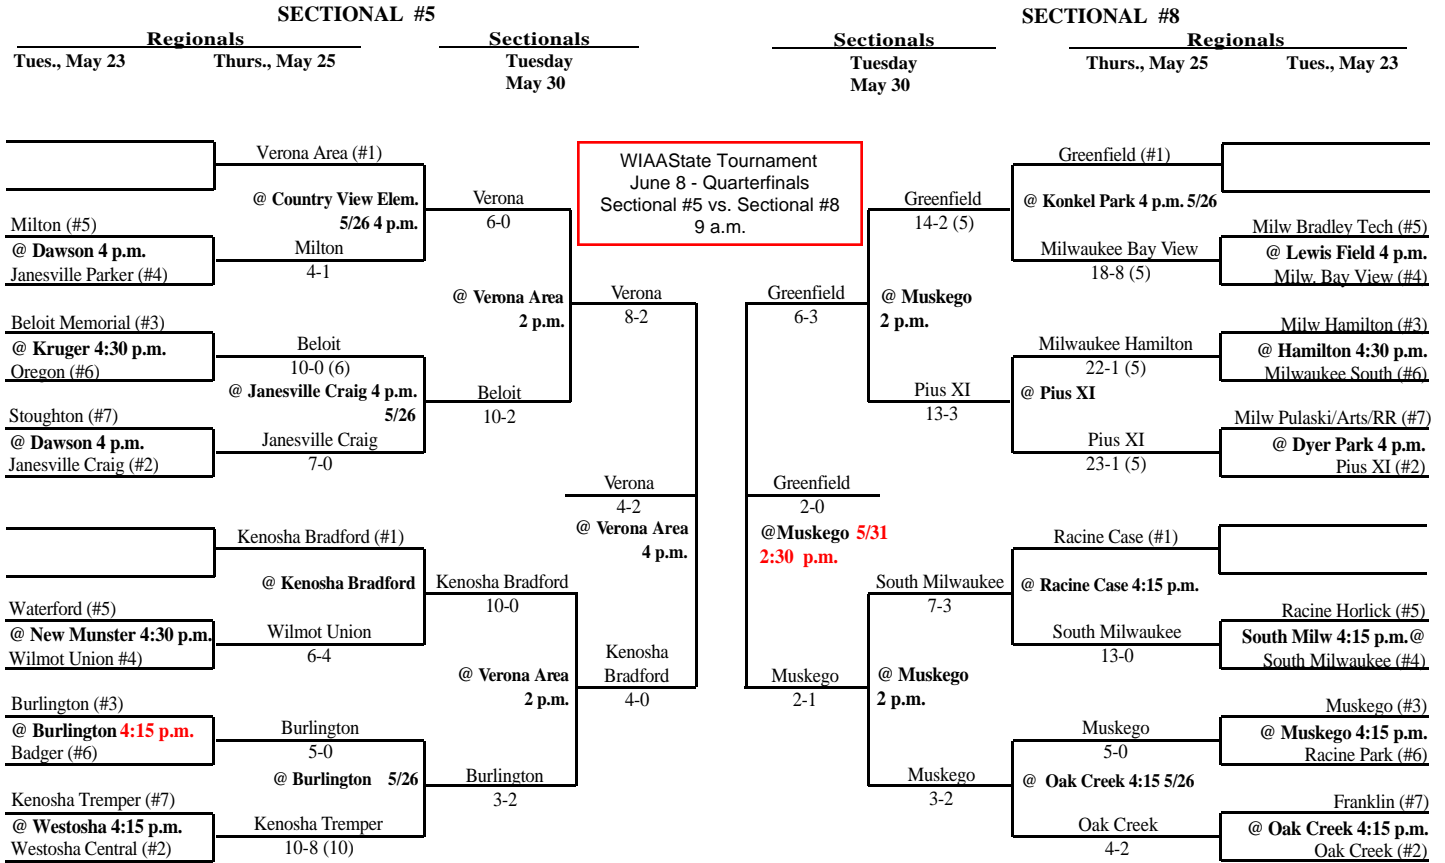 SECTIONAL #5
Regionals
Sectionals
Tues., May 23
Thurs., May 25
Tuesday
May 30
Verona Area (#1)
@ Country View Elem.
5/26 4 p.m.
Verona
6-0
Milton (#5)
@ Dawson 4 p.m.
Janesville Parker (#4)
Milton
4-1
@ Verona Area
2 p.m.
Verona
8-2
Beloit Memorial (#3)
@ Kruger 4:30 p.m.
Oregon (#6)
Beloit
10-0 (6)
@ Janesville Craig 4 p.m.
5/26
Beloit
10-2
Stoughton (#7)
@ Dawson 4 p.m.
Janesville Craig (#2)
Janesville Craig
7-0
Verona
4-2
@ Verona Area
4 p.m.
Kenosha Bradford (#1)
@ Kenosha Bradford
Kenosha Bradford
10-0
Waterford (#5)
@ New Munster 4:30 p.m.
Wilmot Union #4)
Wilmot Union
6-4
@ Verona Area
2 p.m.
Kenosha
Bradford
4-0
Burlington (#3)
@ Burlington 4:15 p.m.
Badger (#6)
Burlington
5-0
@ Burlington 5/26
Burlington
3-2
Kenosha Tremper (#7)
@ Westosha 4:15 p.m.
Westosha Central (#2)
Kenosha Tremper
10-8 (10)
WIAAState Tournament
June 8 - Quarterfinals
Sectional #5 vs. Sectional #8
9 a.m.
SECTIONAL #8
Sectionals
Regionals
Tuesday
May 30
Thurs., May 25
Tues., May 23
Greenfield (#1)
Greenfield
14-2 (5)
@ Konkel Park 4 p.m. 5/26
Milw Bradley Tech (#5)
@ Lewis Field 4 p.m.
Milw. Bay View (#4)
Milwaukee Bay View
18-8 (5)
Greenfield
6-3
@ Muskego
2 p.m.
Milw Hamilton (#3)
@ Hamilton 4:30 p.m.
Milwaukee South (#6)
Milwaukee Hamilton
22-1 (5)
Pius XI
13-3
@ Pius XI
Milw Pulaski/Arts/RR (#7)
@ Dyer Park 4 p.m.
Pius XI (#2)
Pius XI
23-1 (5)
Greenfield
2-0
@Muskego 5/31
2:30 p.m.
Racine Case (#1)
South Milwaukee
7-3
@ Racine Case 4:15 p.m.
Racine Horlick (#5)
South Milw 4:15 p.m.@
South Milwaukee (#4)
South Milwaukee
13-0
Muskego
2-1
@ Muskego
2 p.m.
Muskego (#3)
@ Muskego 4:15 p.m.
Racine Park (#6)
Muskego
5-0
Muskego
3-2
@ Oak Creek 4:15 5/26
Franklin (#7)
@ Oak Creek 4:15 p.m.
Oak Creek (#2)
Oak Creek
4-2